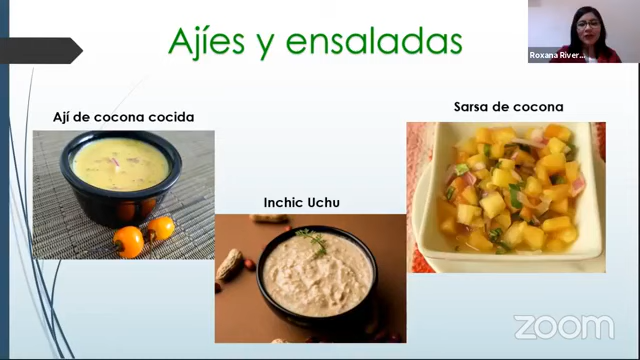 Ajíes y ensaladas
Roxana River...
Ají de cocona cocida
Sarsa de cocona
Inchic Uchu
zoom